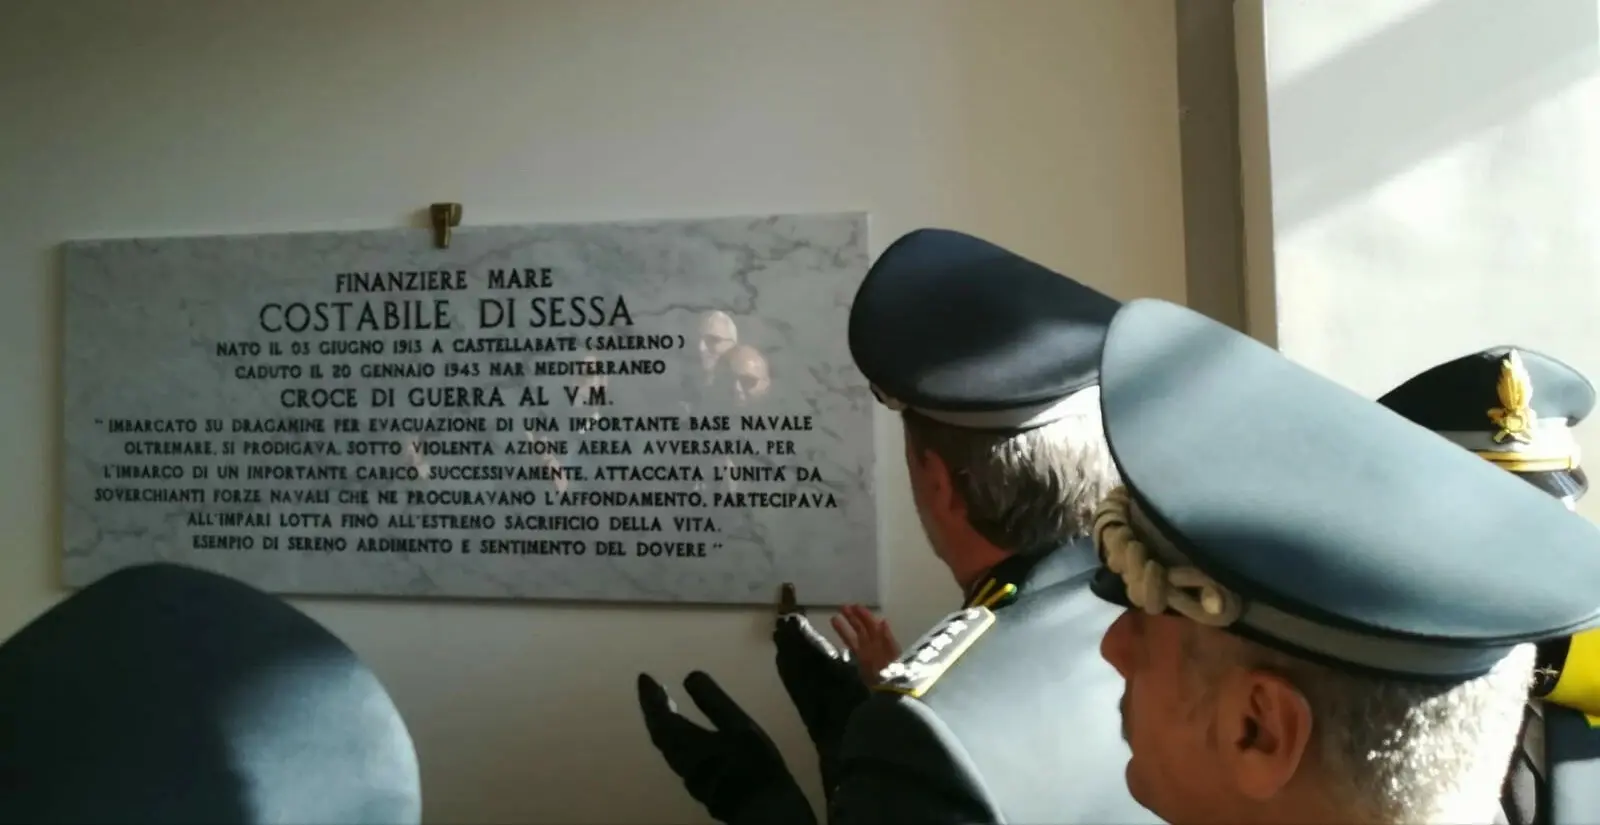 FINANZIERE MARE
COSTABILE DI SESSA
NATO IL 03 GIUGNO 1913 A CASTELLABATE (SALERNO)
CADUTO IL 20 GENNAIO 1943 MAR MEDITERRANEO
CROCE DI GUERRA AL V.M.
"IMBARCATO SU DRAGAMINE PER EVACUAZIONE DI UNA IMPORTANTE BASE NAVALE
OLTREMARE, SI PRODIGAVA, SOTTO VIOLENTA AZIONE AEREA AVVERSARIA, PER
L'IMBARCO DI UN IMPORTANTE CARICO SUCCESSIVAMENTE, ATTACCATA L'UNITA' DA
SOVERCHIANTI FORZE NAVALI CHE NE PROCURAVANO L'AFFONDAMENTO, PARTECIPAVA
ALL'IMPARI LOTTA FINO ALL'ESTREMO SACRIFICIO DELLA VITA.
ESEMPIO DI SERENO ARDIMENTO E SENTIMENTO DEL DOVERE"